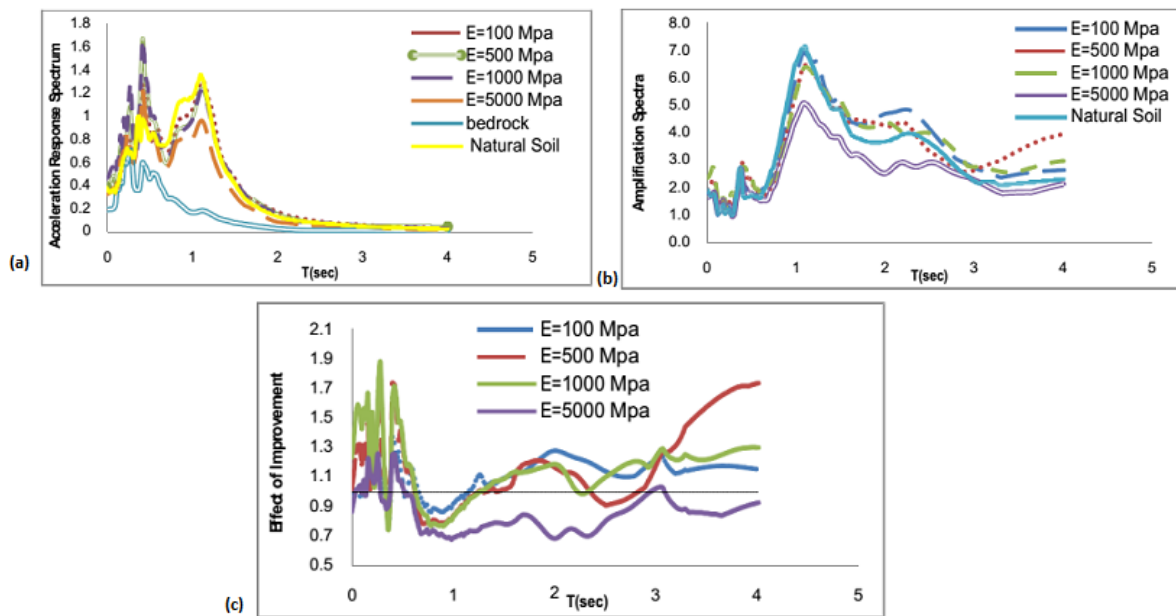 1.8
1.6
1.4
1.2
1
0.8
0.6
0.4
0.2
0
Acceleration Response Spectrum
E=100 Mpa
E=500 Mpa
E=1000 Mpa
E=5000 Mpa
bedrock
Natural Soil
0 1 2 3 4 5
T(sec)
(a)
8.0
7.0
6.0
5.0
4.0
3.0
2.0
1.0
0.0
Amplification Spectra
E=100 Mpa
E=500 Mpa
E=1000 Mpa
E=5000 Mpa
Natural Soil
0 1 2 3 4 5
T(sec)
(b)
2.1
1.9
1.7
1.5
1.3
1.1
0.9
0.7
0.5
Effect of Improvement
E=100 Mpa
E=500 Mpa
E=1000 Mpa
E=5000 Mpa
0 1 2 3 4 5
T(sec)
(c)